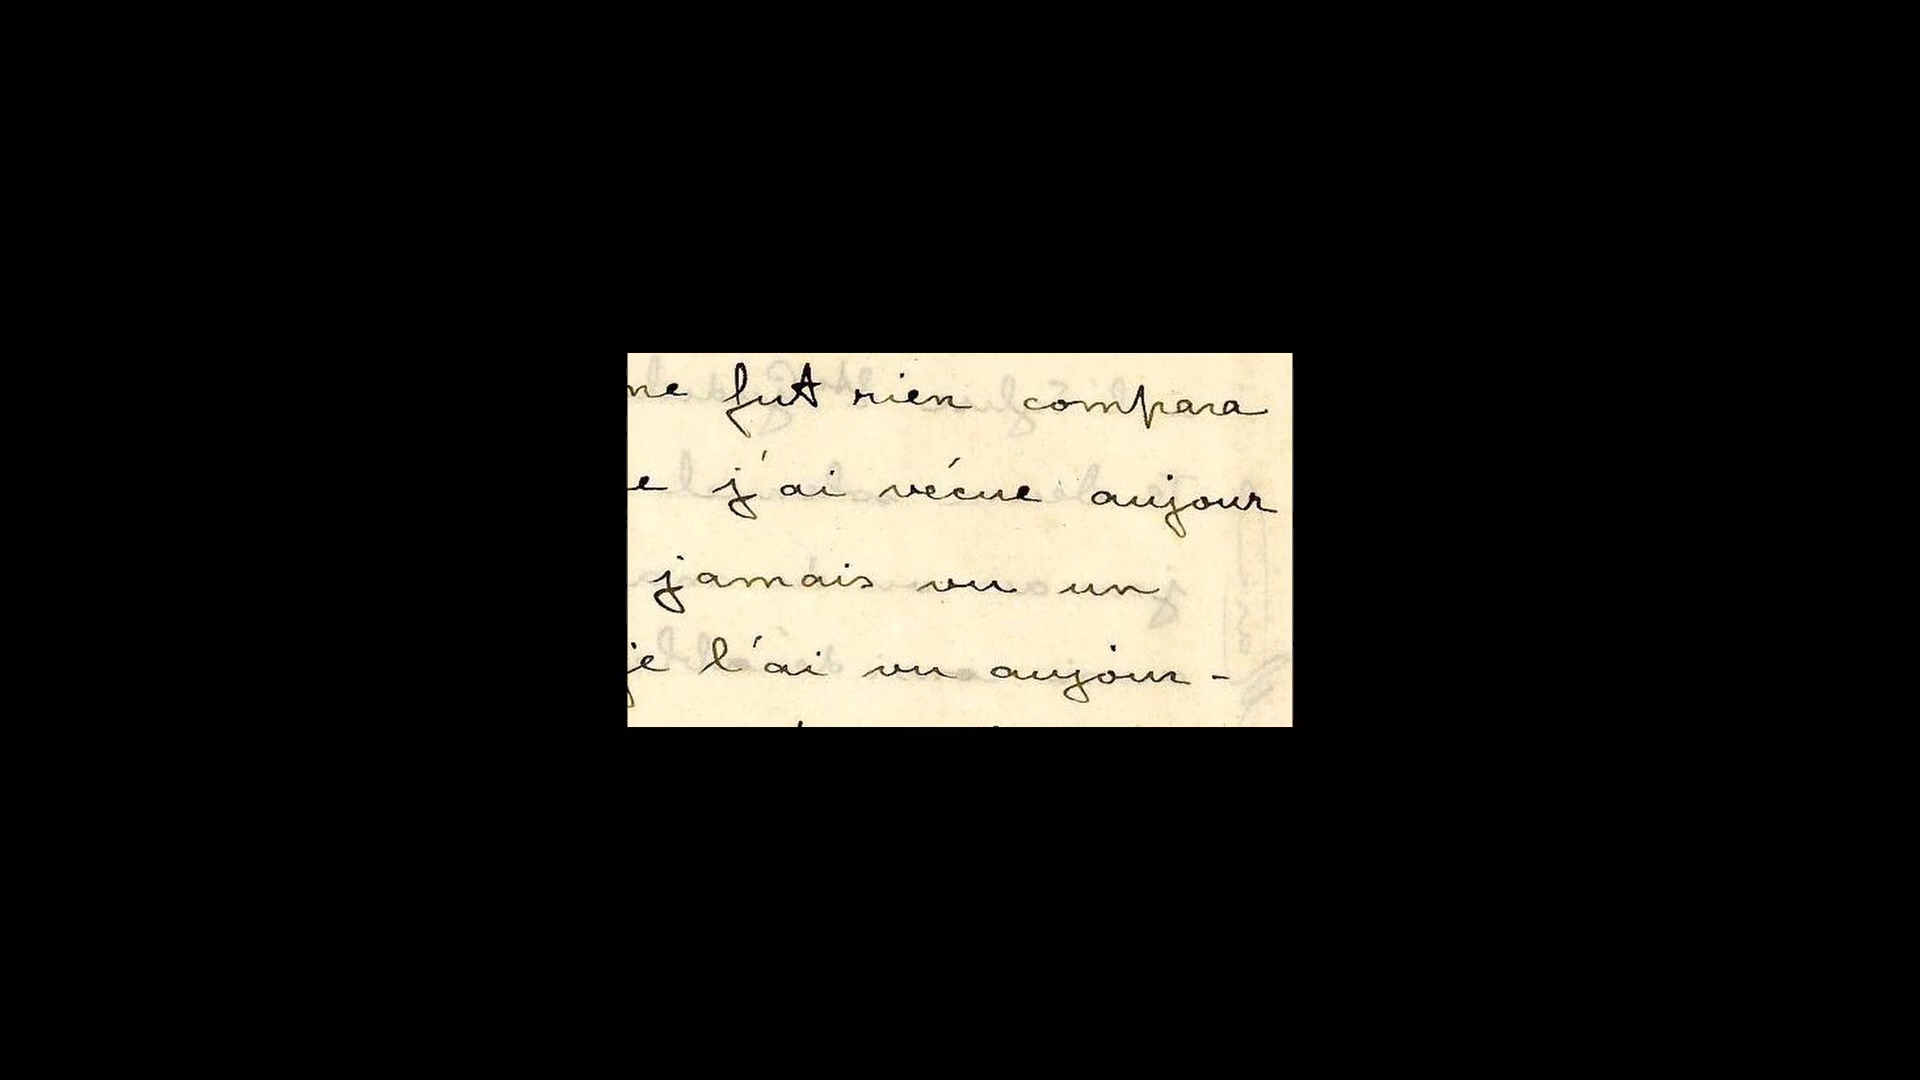 ne fut rien compara
e j'ai vécue aujour
jamais vu un
je l'ai vu aujour-